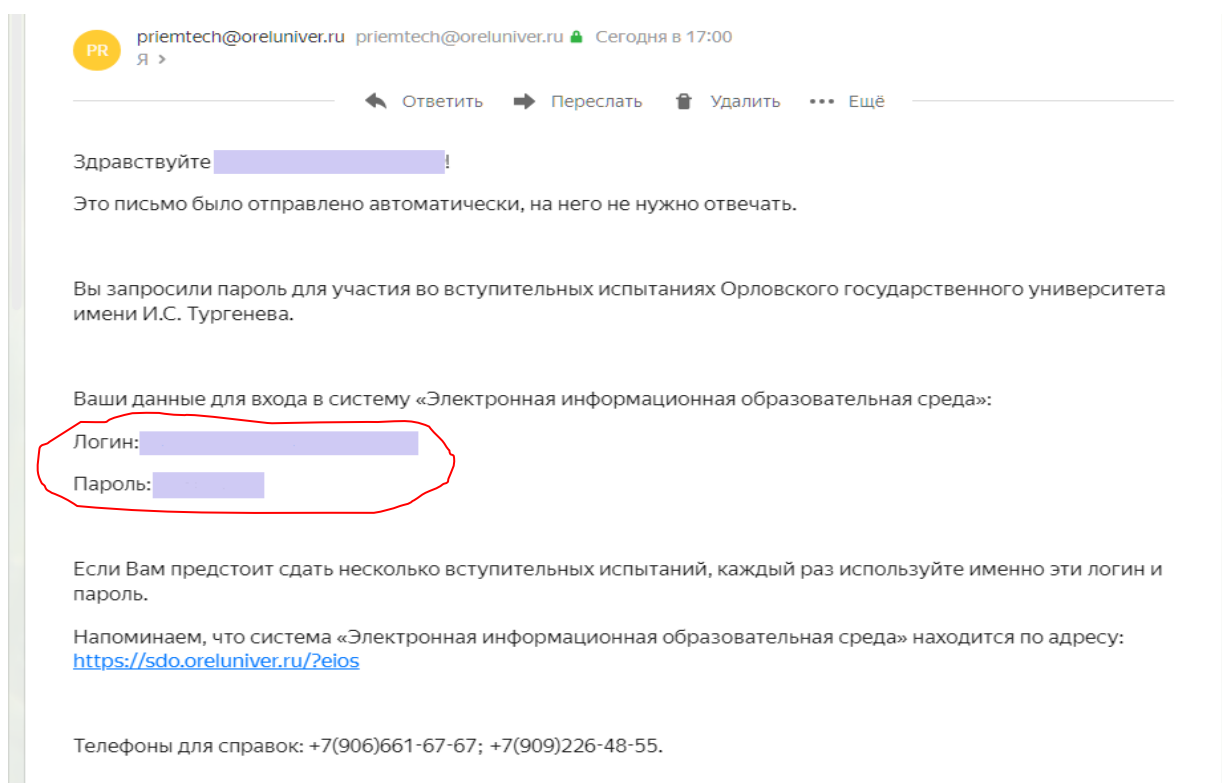 PR
priemtech@oreluniver.ru priemtech@oreluniver.ru Сегодня в 17:00
Я >
Ответить Переслать Удалить ••• Ещё
Здравствуйте !
Это письмо было отправлено автоматически, на него не нужно отвечать.
Вы запросили пароль для участия во вступительных испытаниях Орловского государственного университета
имени И.С. Тургенева.
Ваши данные для входа в систему «Электронная информационная образовательная среда»:
Логин:
Пароль:
Если Вам предстоит сдать несколько вступительных испытаний, каждый раз используйте именно эти логин и
пароль.
Напоминаем, что система «Электронная информационная образовательная среда» находится по адресу:
https://sdo.oreluniver.ru/?eios
Телефоны для справок: +7(906)661-67-67; +7(909)226-48-55.